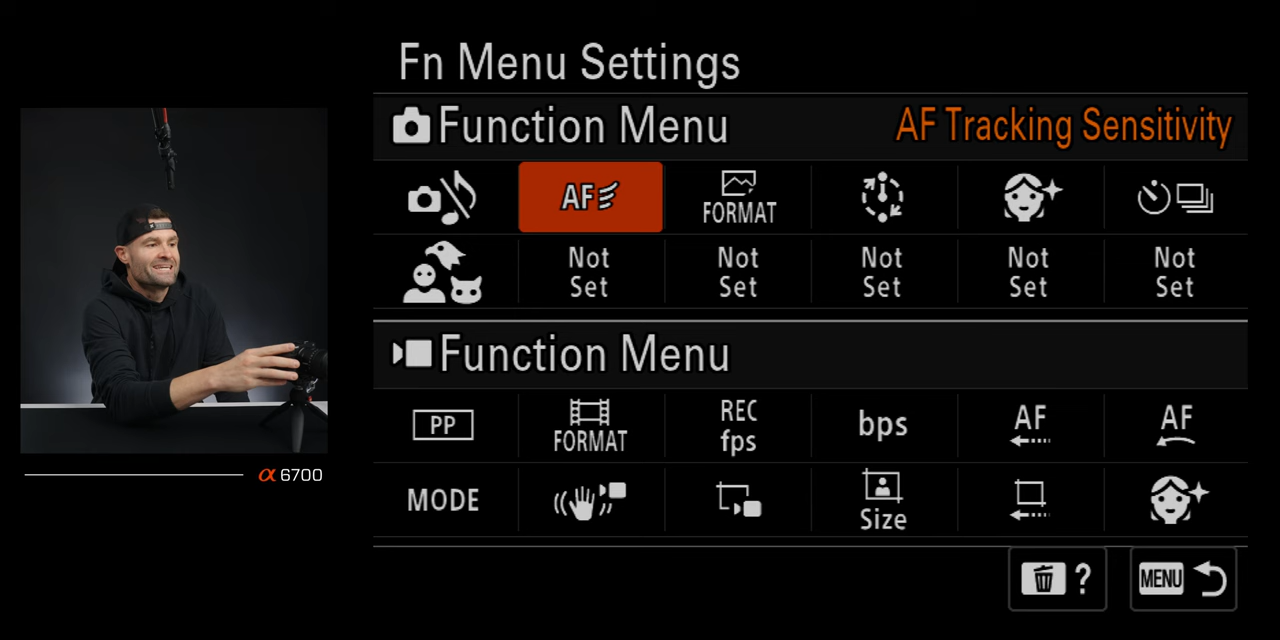 Fn Menu Settings
Function Menu
AF Tracking Sensitivity
AF
FORMAT
Not Set
Not Set
Not Set
Not Set
Not Set
Function Menu
PP
FORMAT
REC fps
bps
AF
AF
MODE
Size
α 6700
?
MENU